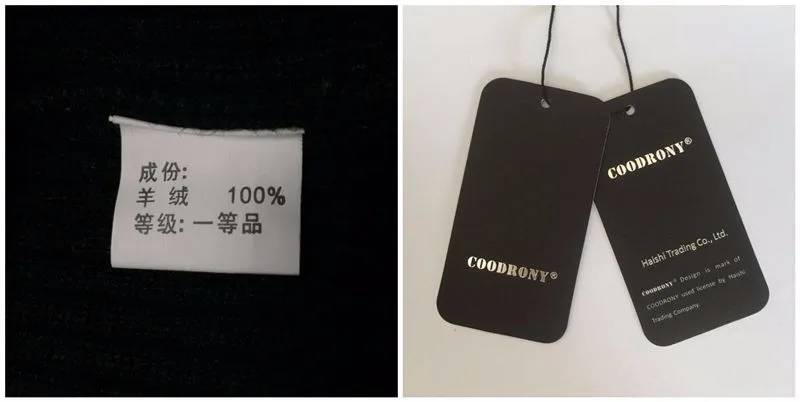 成份:
羊绒 100%
等级: 一等品
COODRONY®
COODRONY®
Haishi Trading Co., Ltd.
COODRONY® Design is mark of
COODRONY used license by Haishi
Trading Company.